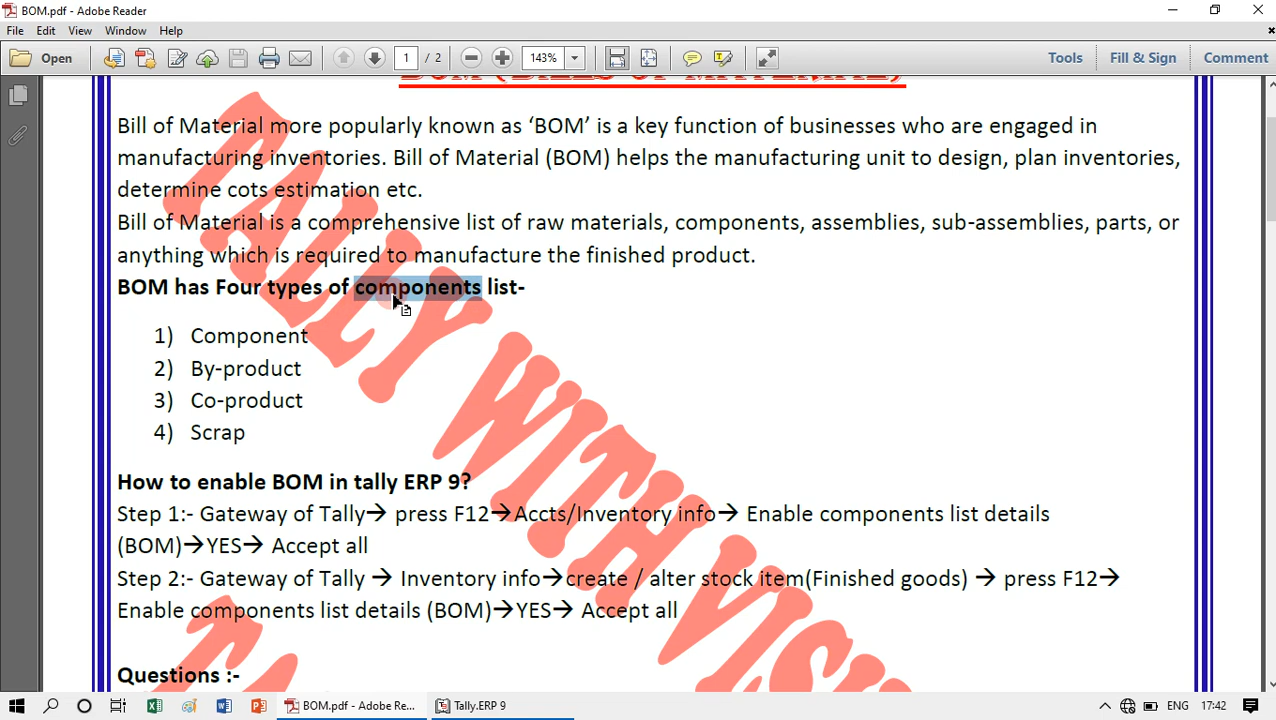 BOM.pdf - Adobe Reader
File Edit View Window Help
Open 1 / 2 143% Tools Fill & Sign Comment
BOM (BILLS OF MATERIAL)
Bill of Material more popularly known as ‘BOM’ is a key function of businesses who are engaged in
manufacturing inventories. Bill of Material (BOM) helps the manufacturing unit to design, plan inventories,
determine cots estimation etc.
Bill of Material is a comprehensive list of raw materials, components, assemblies, sub-assemblies, parts, or
anything which is required to manufacture the finished product.
BOM has Four types of components list-
1) Component
2) By-product
3) Co-product
4) Scrap
How to enable BOM in tally ERP 9?
Step 1:- Gateway of Tally→ press F12→Accts/Inventory info→ Enable components list details
(BOM)→YES→ Accept all
Step 2:- Gateway of Tally → Inventory info→create / alter stock item(Finished goods) → press F12→
Enable components list details (BOM)→YES→ Accept all
Questions :-
TALLY WITH VISH
TA
BOM.pdf - Adobe Re... Tally.ERP 9 ENG 17:42